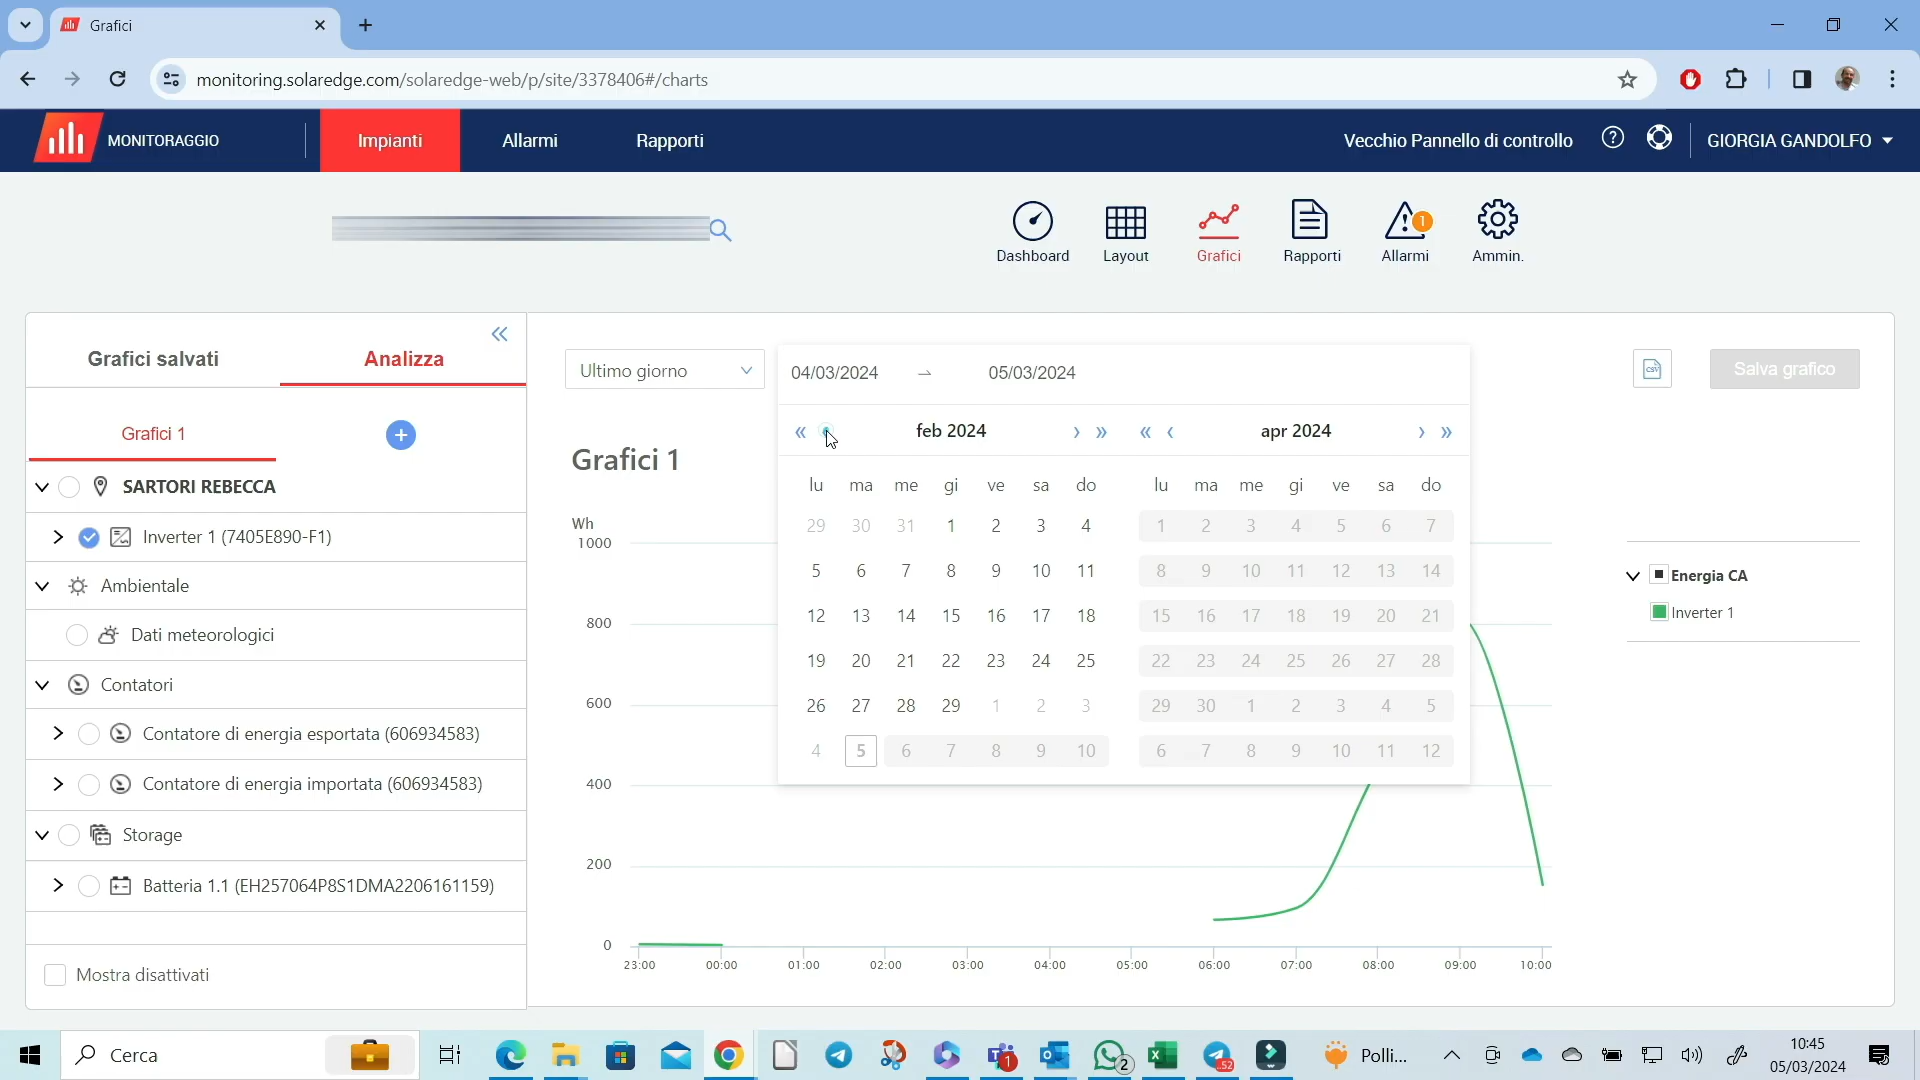 Grafici
monitoring.solaredge.com/solaredge-web/p/site/3378406#/charts
MONITORAGGIO
Impianti
Allarmi
Rapporti
Vecchio Pannello di controllo
GIORGIA GANDOLFO
Dashboard
Layout
Grafici
Rapporti
1
Allarmi
Ammin.
Grafici salvati
Analizza
Grafici 1
SARTORI REBECCA
Inverter 1 (7405E890-F1)
Ambientale
Dati meteorologici
Contatori
Contatore di energia esportata (606934583)
Contatore di energia importata (606934583)
Storage
Batteria 1.1 (EH257064P8S1DMA2206161159)
Mostra disattivati
Ultimo giorno
04/03/2024 → 05/03/2024
CSV
Salva grafico
feb 2024
lu ma me gi ve sa do
29 30 31 1 2 3 4
5 6 7 8 9 10 11
12 13 14 15 16 17 18
19 20 21 22 23 24 25
26 27 28 29 1 2 3
4 5 6 7 8 9 10
apr 2024
lu ma me gi ve sa do
1 2 3 4 5 6 7
8 9 10 11 12 13 14
15 16 17 18 19 20 21
22 23 24 25 26 27 28
29 30 1 2 3 4 5
6 7 8 9 10 11 12
Grafici 1
Wh
1000
800
600
400
200
0
23:00 00:00 01:00 02:00 03:00 04:00 05:00 06:00 07:00 08:00 09:00 10:00
Energia CA
Inverter 1
Cerca
1
2
52
Polli...
10:45
05/03/2024